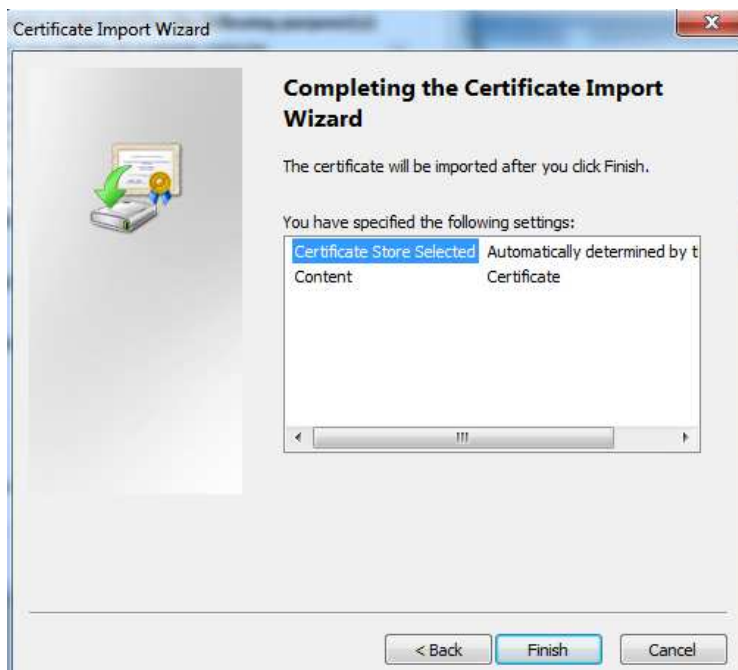 Certificate Import Wizard
Completing the Certificate Import
Wizard
The certificate will be imported after you click Finish.
You have specified the following settings:
Certificate Store Selected Automatically determined by t
Content Certificate
< Back Finish Cancel